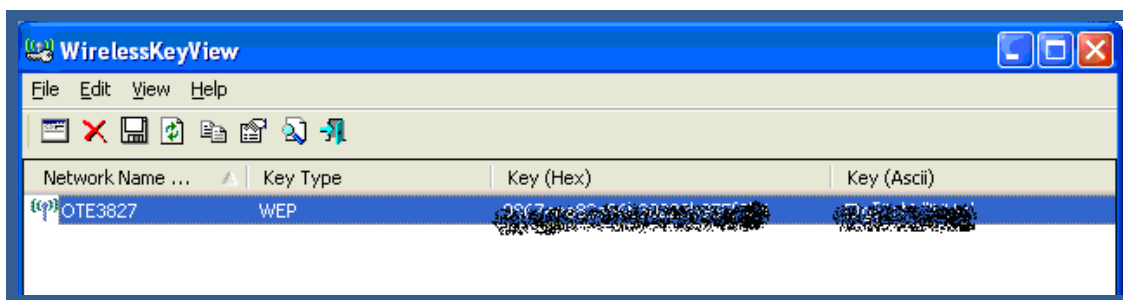 WirelessKeyView
File Edit View Help
Network Name ... Key Type Key (Hex) Key (Ascii)
OTE3827 WEP